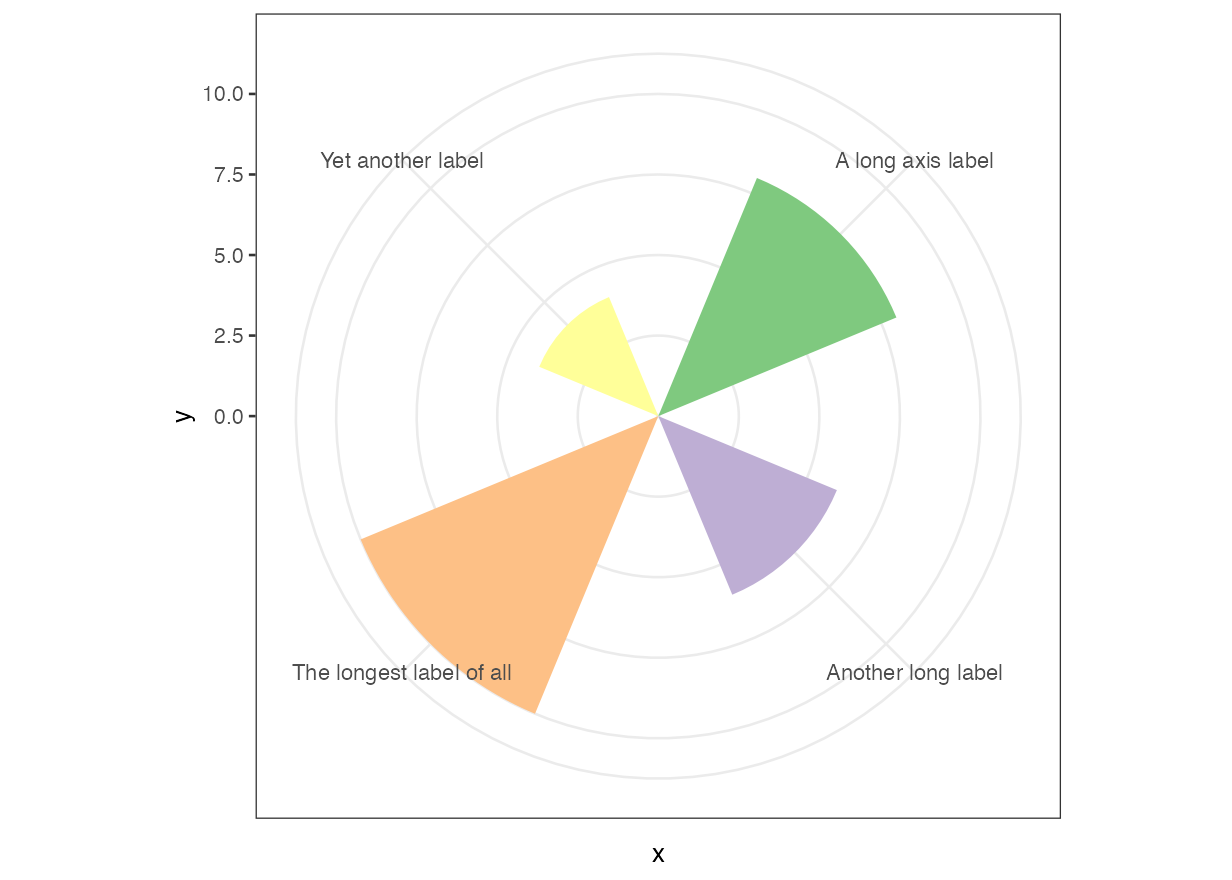 10.0
Yet another label
A long axis label
7.5
5.0
2.5
y
0.0
The longest label of all
Another long label
x